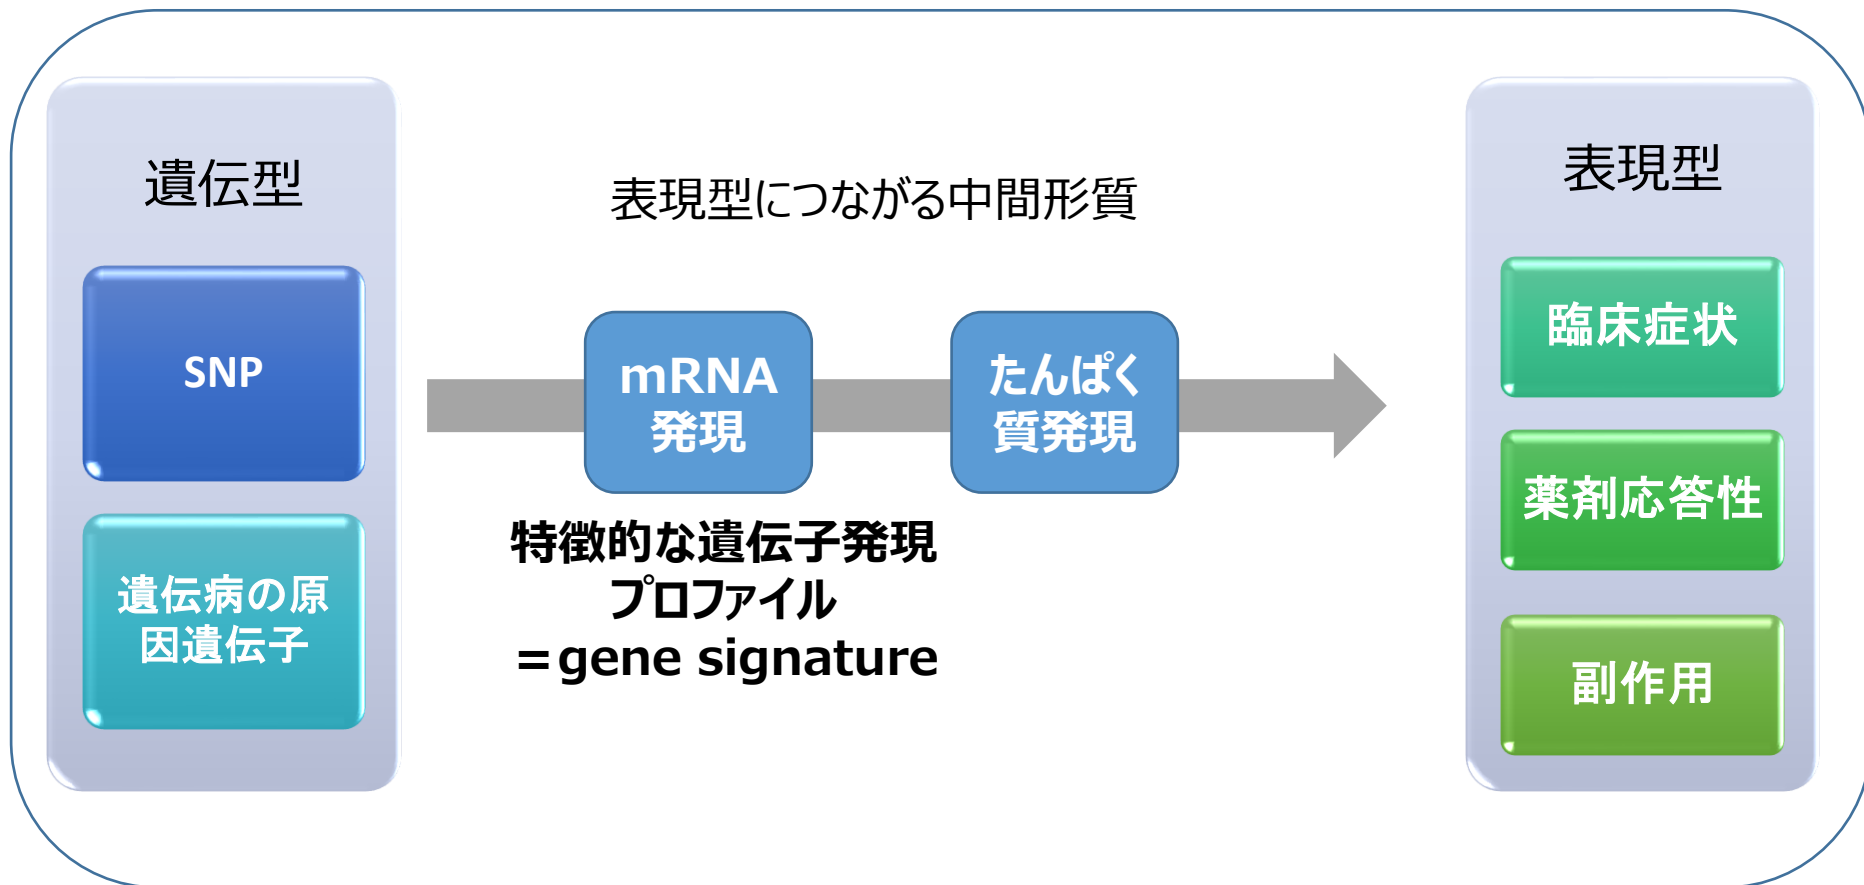 遺伝型
SNP
遺伝病の原
因遺伝子
表現型につながる中間形質
mRNA
発現
たんぱく
質発現
特徴的な遺伝子発現
プロファイル
＝gene signature
表現型
臨床症状
薬剤応答性
副作用